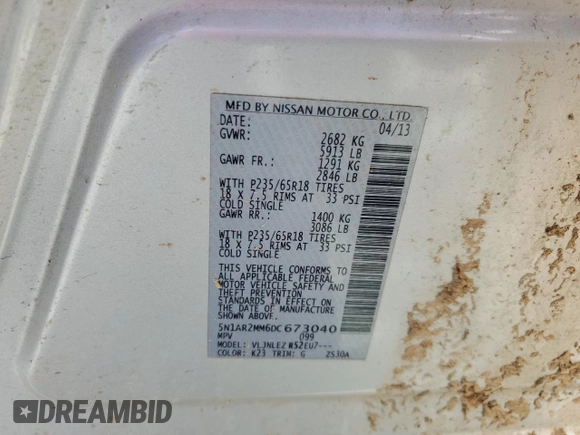 MFD BY NISSAN MOTOR CO., LTD.
DATE: 04/13
GVWR: 2682 KG
5913 LB
GAWR FR.: 1291 KG
2846 LB
WITH P235/65R18 TIRES
18 X 7.5 RIMS AT 33 PSI
COLD SINGLE
GAWR RR.: 1400 KG
3086 LB
WITH P235/65R18 TIRES
18 X 7.5 RIMS AT 33 PSI
COLD SINGLE
THIS VEHICLE CONFORMS TO
ALL APPLICABLE FEDERAL
MOTOR VEHICLE SAFETY AND
THEFT PREVENTION
STANDARDS IN EFFECT ON
THE DATE OF MANUFACTURE
SHOWN ABOVE.
5N1AR2MM6DC673040
MPV 099
MODEL: VLJNLEZ
COLOR: K23 TRIM: G ZS30A
DREAMBID